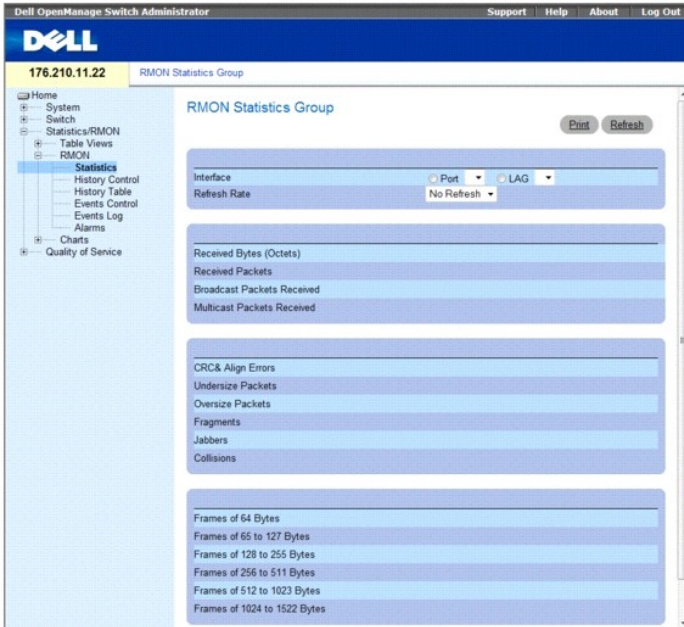 Dell OpenManage Switch Administrator Support Help About Log Out
DELL
176.210.11.22 RMON Statistics Group
Home
System
Switch
Statistics/RMON
Table Views
RMON
Statistics
History Control
History Table
Events Control
Events Log
Alarms
Charts
Quality of Service
RMON Statistics Group
Print Refresh
Interface Port LAG
Refresh Rate No Refresh
Received Bytes (Octets)
Received Packets
Broadcast Packets Received
Multicast Packets Received
CRC& Align Errors
Undersize Packets
Oversize Packets
Fragments
Jabbers
Collisions
Frames of 64 Bytes
Frames of 65 to 127 Bytes
Frames of 128 to 255 Bytes
Frames of 256 to 511 Bytes
Frames of 512 to 1023 Bytes
Frames of 1024 to 1522 Bytes